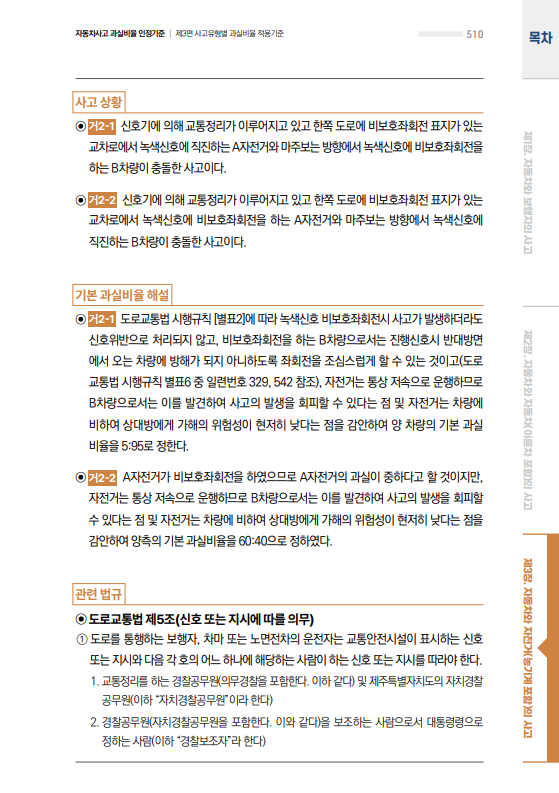 자동차사고 과실비율 인정기준 | 제3편 사고유형별 과실비율 적용기준
510
목차
사고 상황
◉ 거2-1 신호기에 의해 교통정리가 이루어지고 있고 한쪽 도로에 비보호좌회전 표지가 있는
교차로에서 녹색신호에 직진하는 A자전거와 마주보는 방향에서 녹색신호에 비보호좌회전을
하는 B차량이 충돌한 사고이다.
◉ 거2-2 신호기에 의해 교통정리가 이루어지고 있고 한쪽 도로에 비보호좌회전 표지가 있는
교차로에서 녹색신호에 비보호좌회전을 하는 A자전거와 마주보는 방향에서 녹색신호에
직진하는 B차량이 충돌한 사고이다.
기본 과실비율 해설
◉ 거2-1 도로교통법 시행규칙 [별표2]에 따라 녹색신호 비보호좌회전시 사고가 발생하더라도
신호위반으로 처리되지 않고, 비보호좌회전을 하는 B차량으로서는 진행신호시 반대방면
에서 오는 차량에 방해가 되지 아니하도록 좌회전을 조심스럽게 할 수 있는 것이고(도로
교통법 시행규칙 별표6 중 일련번호 329, 542 참조), 자전거는 통상 저속으로 운행하므로
B차량으로서는 이를 발견하여 사고의 발생을 회피할 수 있다는 점 및 자전거는 차량에
비하여 상대방에게 가해의 위험성이 현저히 낮다는 점을 감안하여 양 차량의 기본 과실
비율을 5:95로 정한다.
◉ 거2-2 A자전거가 비보호좌회전을 하였으므로 A자전거의 과실이 중하다고 할 것이지만,
자전거는 통상 저속으로 운행하므로 B차량으로서는 이를 발견하여 사고의 발생을 회피할
수 있다는 점 및 자전거는 차량에 비하여 상대방에게 가해의 위험성이 현저히 낮다는 점을
감안하여 양측의 기본 과실비율을 60:40으로 정하였다.
관련 법규
◉ 도로교통법 제5조(신호 또는 지시에 따를 의무)
① 도로를 통행하는 보행자, 차마 또는 노면전차의 운전자는 교통안전시설이 표시하는 신호
또는 지시와 다음 각 호의 어느 하나에 해당하는 사람이 하는 신호 또는 지시를 따라야 한다.
1. 교통정리를 하는 경찰공무원(의무경찰을 포함한다. 이하 같다) 및 제주특별자치도의 자치경찰
공무원(이하 “자치경찰공무원”이라 한다)
2. 경찰공무원(자치경찰공무원을 포함한다. 이와 같다)을 보조하는 사람으로서 대통령령으로
정하는 사람(이하 “경찰보조자”라 한다)
제1장. 자동차와 보행자의 사고
제2장. 자동차와 자동차(이륜차 포함)의 사고
제3장. 자동차와 자전거(농기계 포함)의 사고